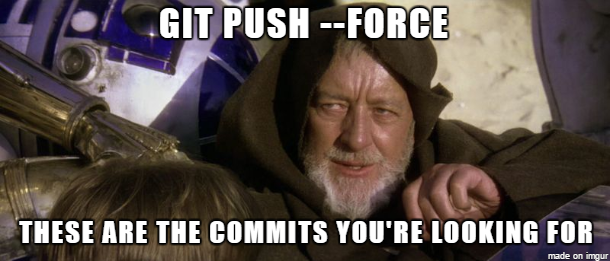 GIT PUSH --FORCE
THESE ARE THE COMMITS YOU'RE LOOKING FOR
made on imgur